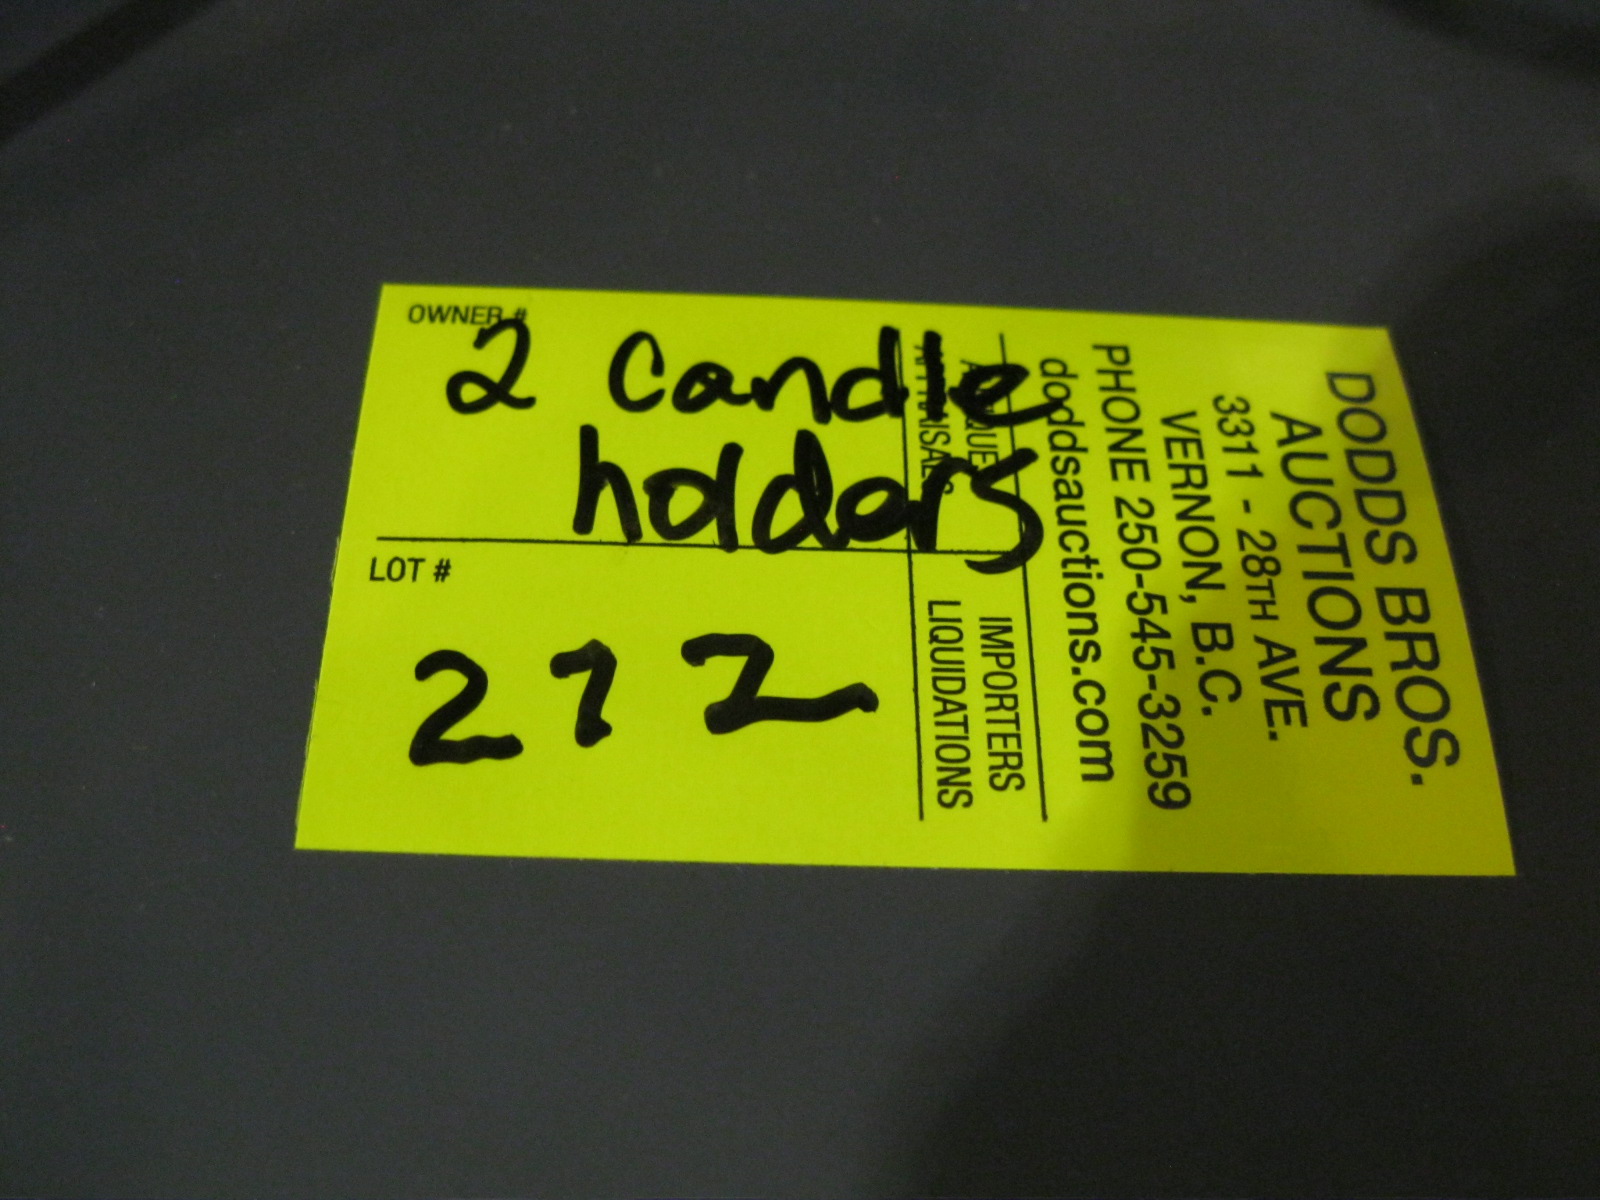 OWNER #
2 candle
holders
LOT #
272
DODDS BROS.
AUCTIONS
3311 - 28TH AVE.
VERNON, B.C.
PHONE 250-545-3259
doddsauctions.com
IMPORTERS
LIQUIDATIONS